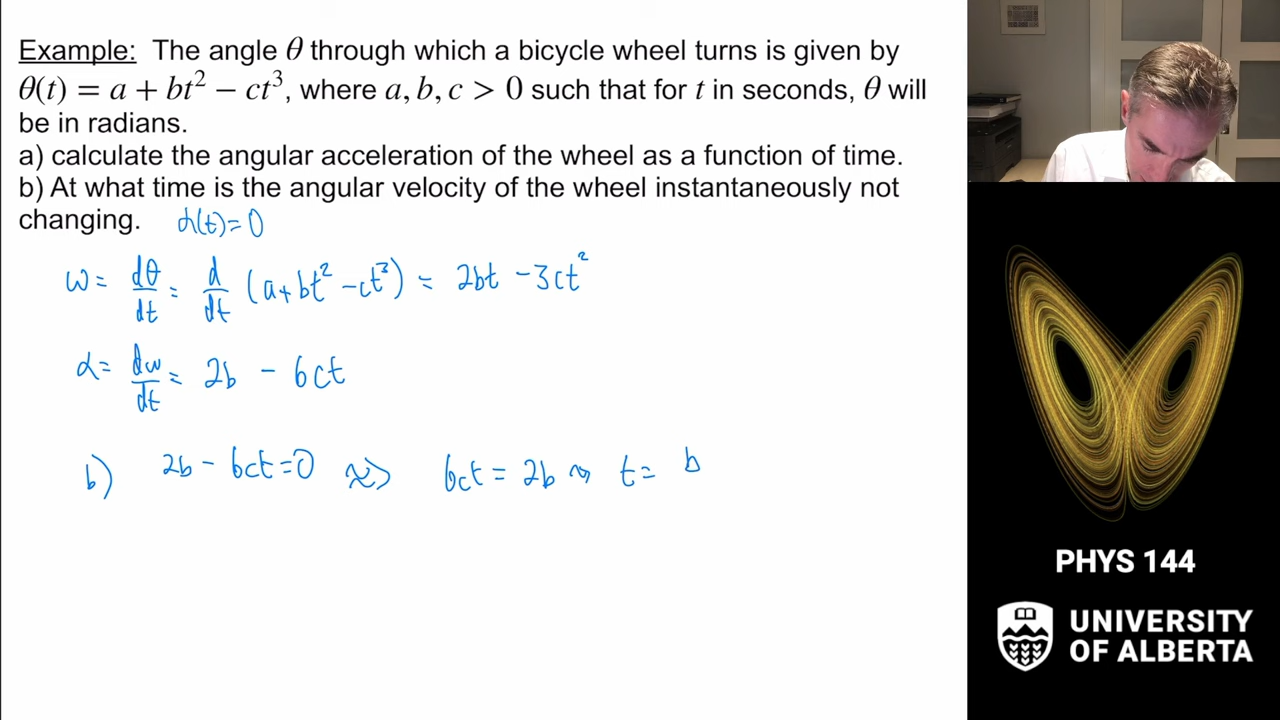 Example: The angle θ through which a bicycle wheel turns is given by
θ(t) = a + bt² − ct³, where a, b, c > 0 such that for t in seconds, θ will
be in radians.
a) calculate the angular acceleration of the wheel as a function of time.
b) At what time is the angular velocity of the wheel instantaneously not
changing. α(t)=0
ω = dθ/dt = d/dt (a+bt² −ct³) = 2bt −3ct²
α = dω/dt = 2b − 6ct
b) 2b − 6ct = 0 ⇝ 6ct = 2b ⇝ t = b
PHYS 144
UNIVERSITY
OF ALBERTA